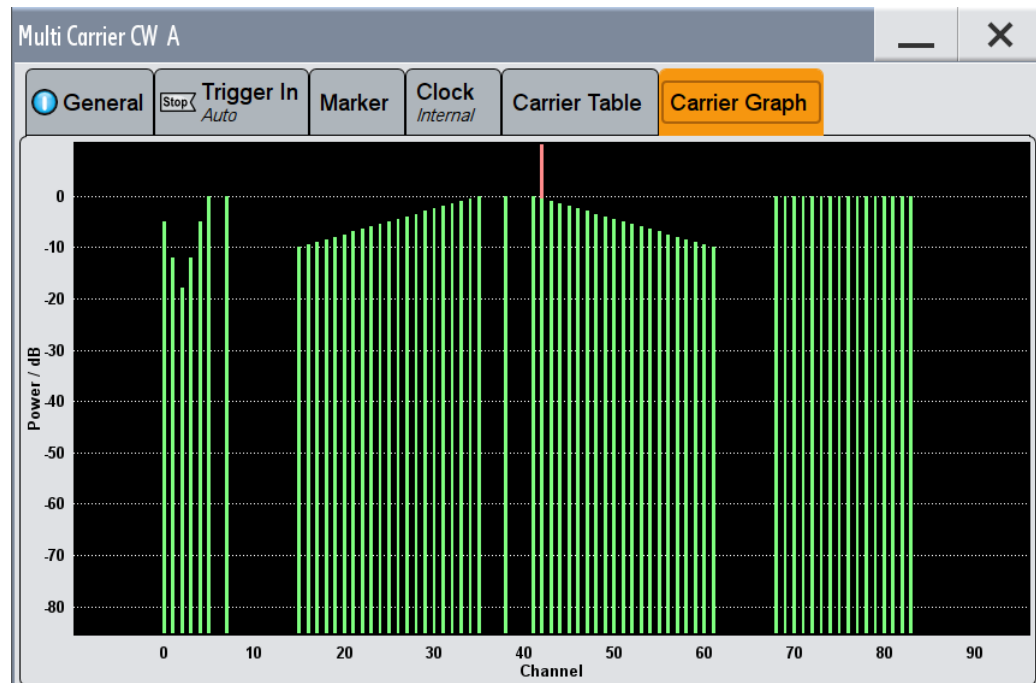 Multi Carrier CW A
General
Stop
Trigger In
Auto
Marker
Clock
Internal
Carrier Table
Carrier Graph
Power / dB
0
-10
-20
-30
-40
-50
-60
-70
-80
0 10 20 30 40 50 60 70 80 90
Channel